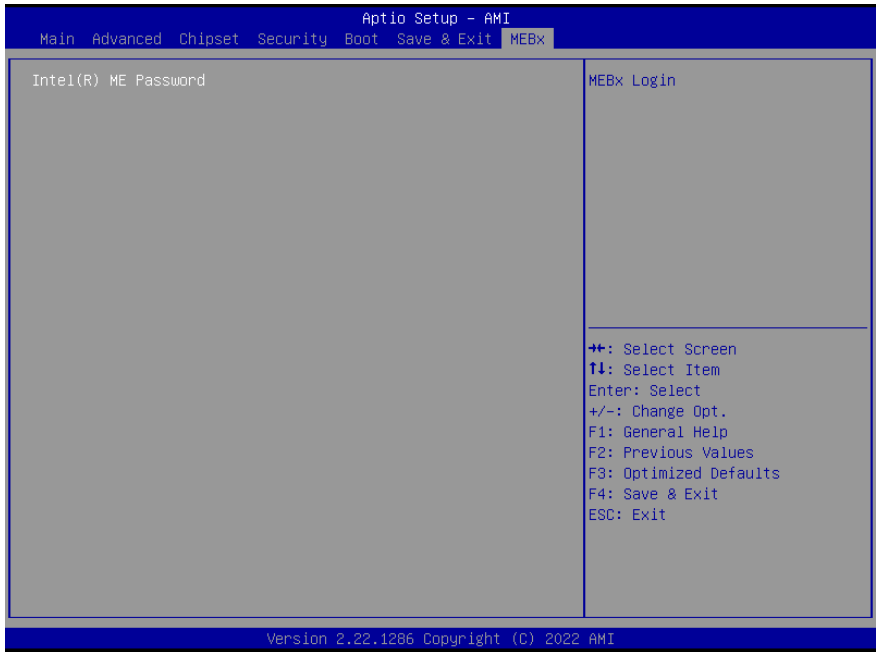 Aptio Setup – AMI
Main Advanced Chipset Security Boot Save & Exit MEBx
Intel(R) ME Password
MEBx Login
→←: Select Screen
↑↓: Select Item
Enter: Select
+/-: Change Opt.
F1: General Help
F2: Previous Values
F3: Optimized Defaults
F4: Save & Exit
ESC: Exit
Version 2.22.1286 Copyright (C) 2022 AMI